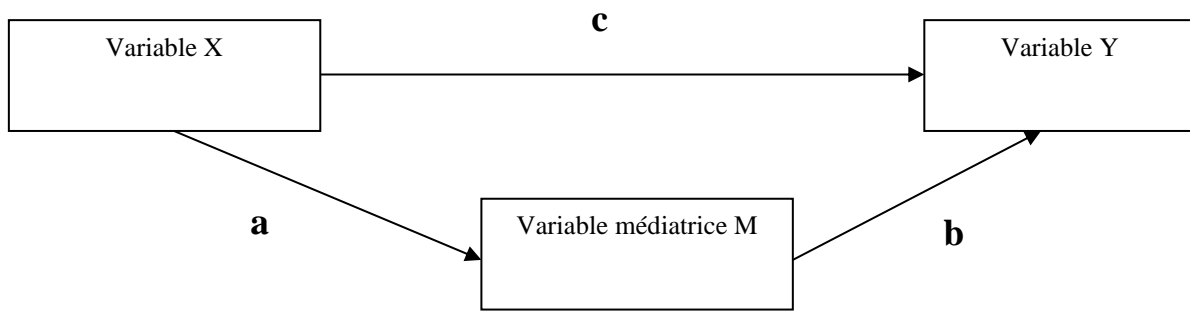 c
Variable X
Variable Y
a
Variable médiatrice M
b